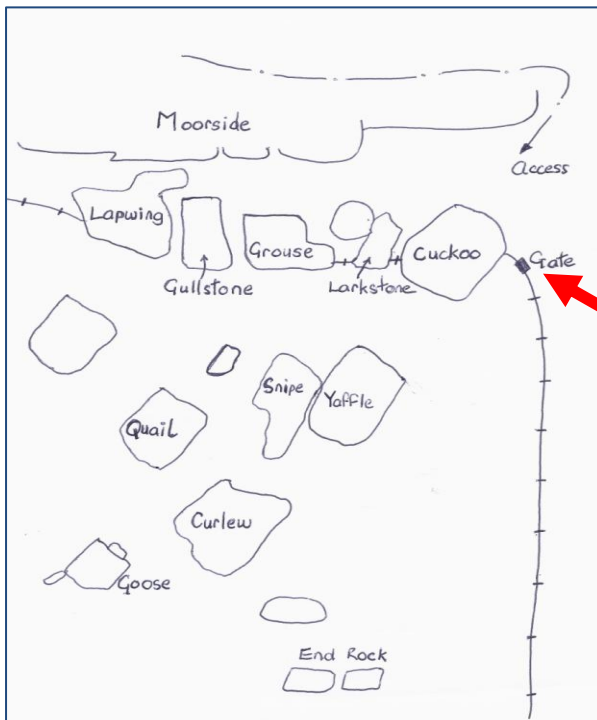 Moorside
Access
Lapwing
Gullstone
Grouse
Larkstone
Cuckoo
Gate
Snipe
Yaffle
Quail
Curlew
Goose
End Rock